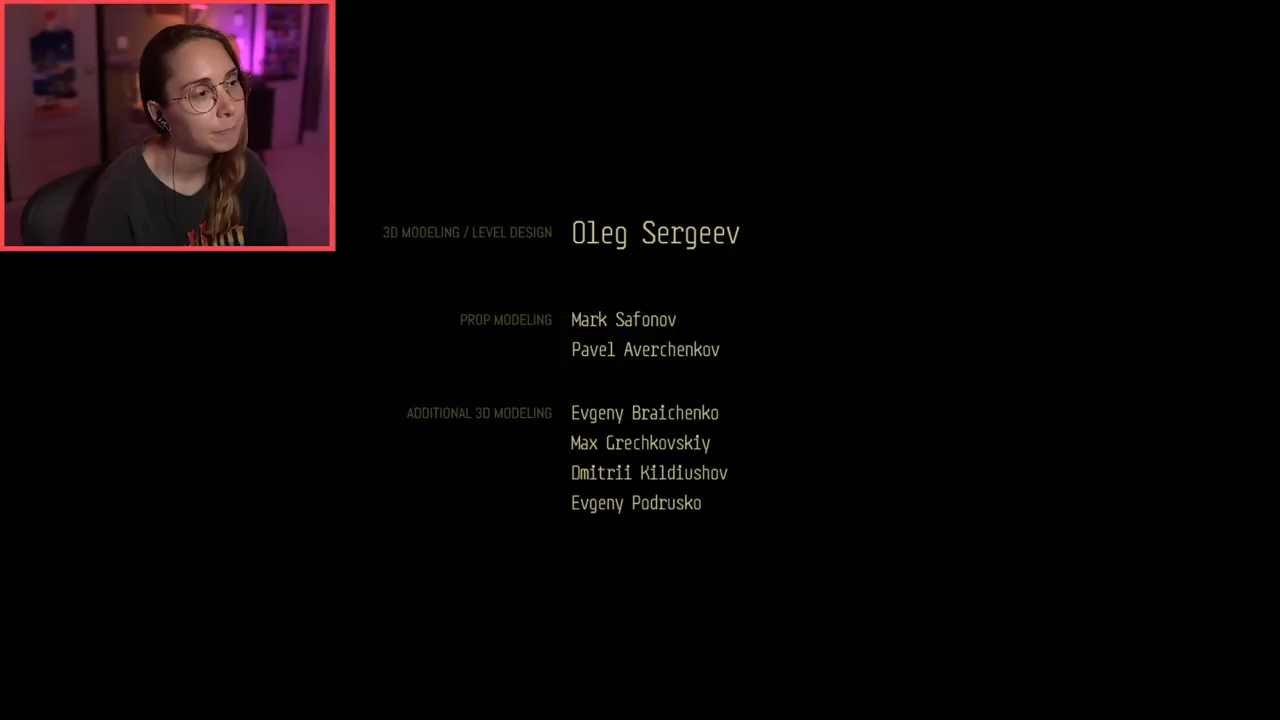 3D MODELING / LEVEL DESIGN Oleg Sergeev
PROP MODELING Mark Safonov
Pavel Averchenkov
ADDITIONAL 3D MODELING Evgeny Braichenko
Max Grechkovskiy
Dmitrii Kildiushov
Evgeny Podrusko